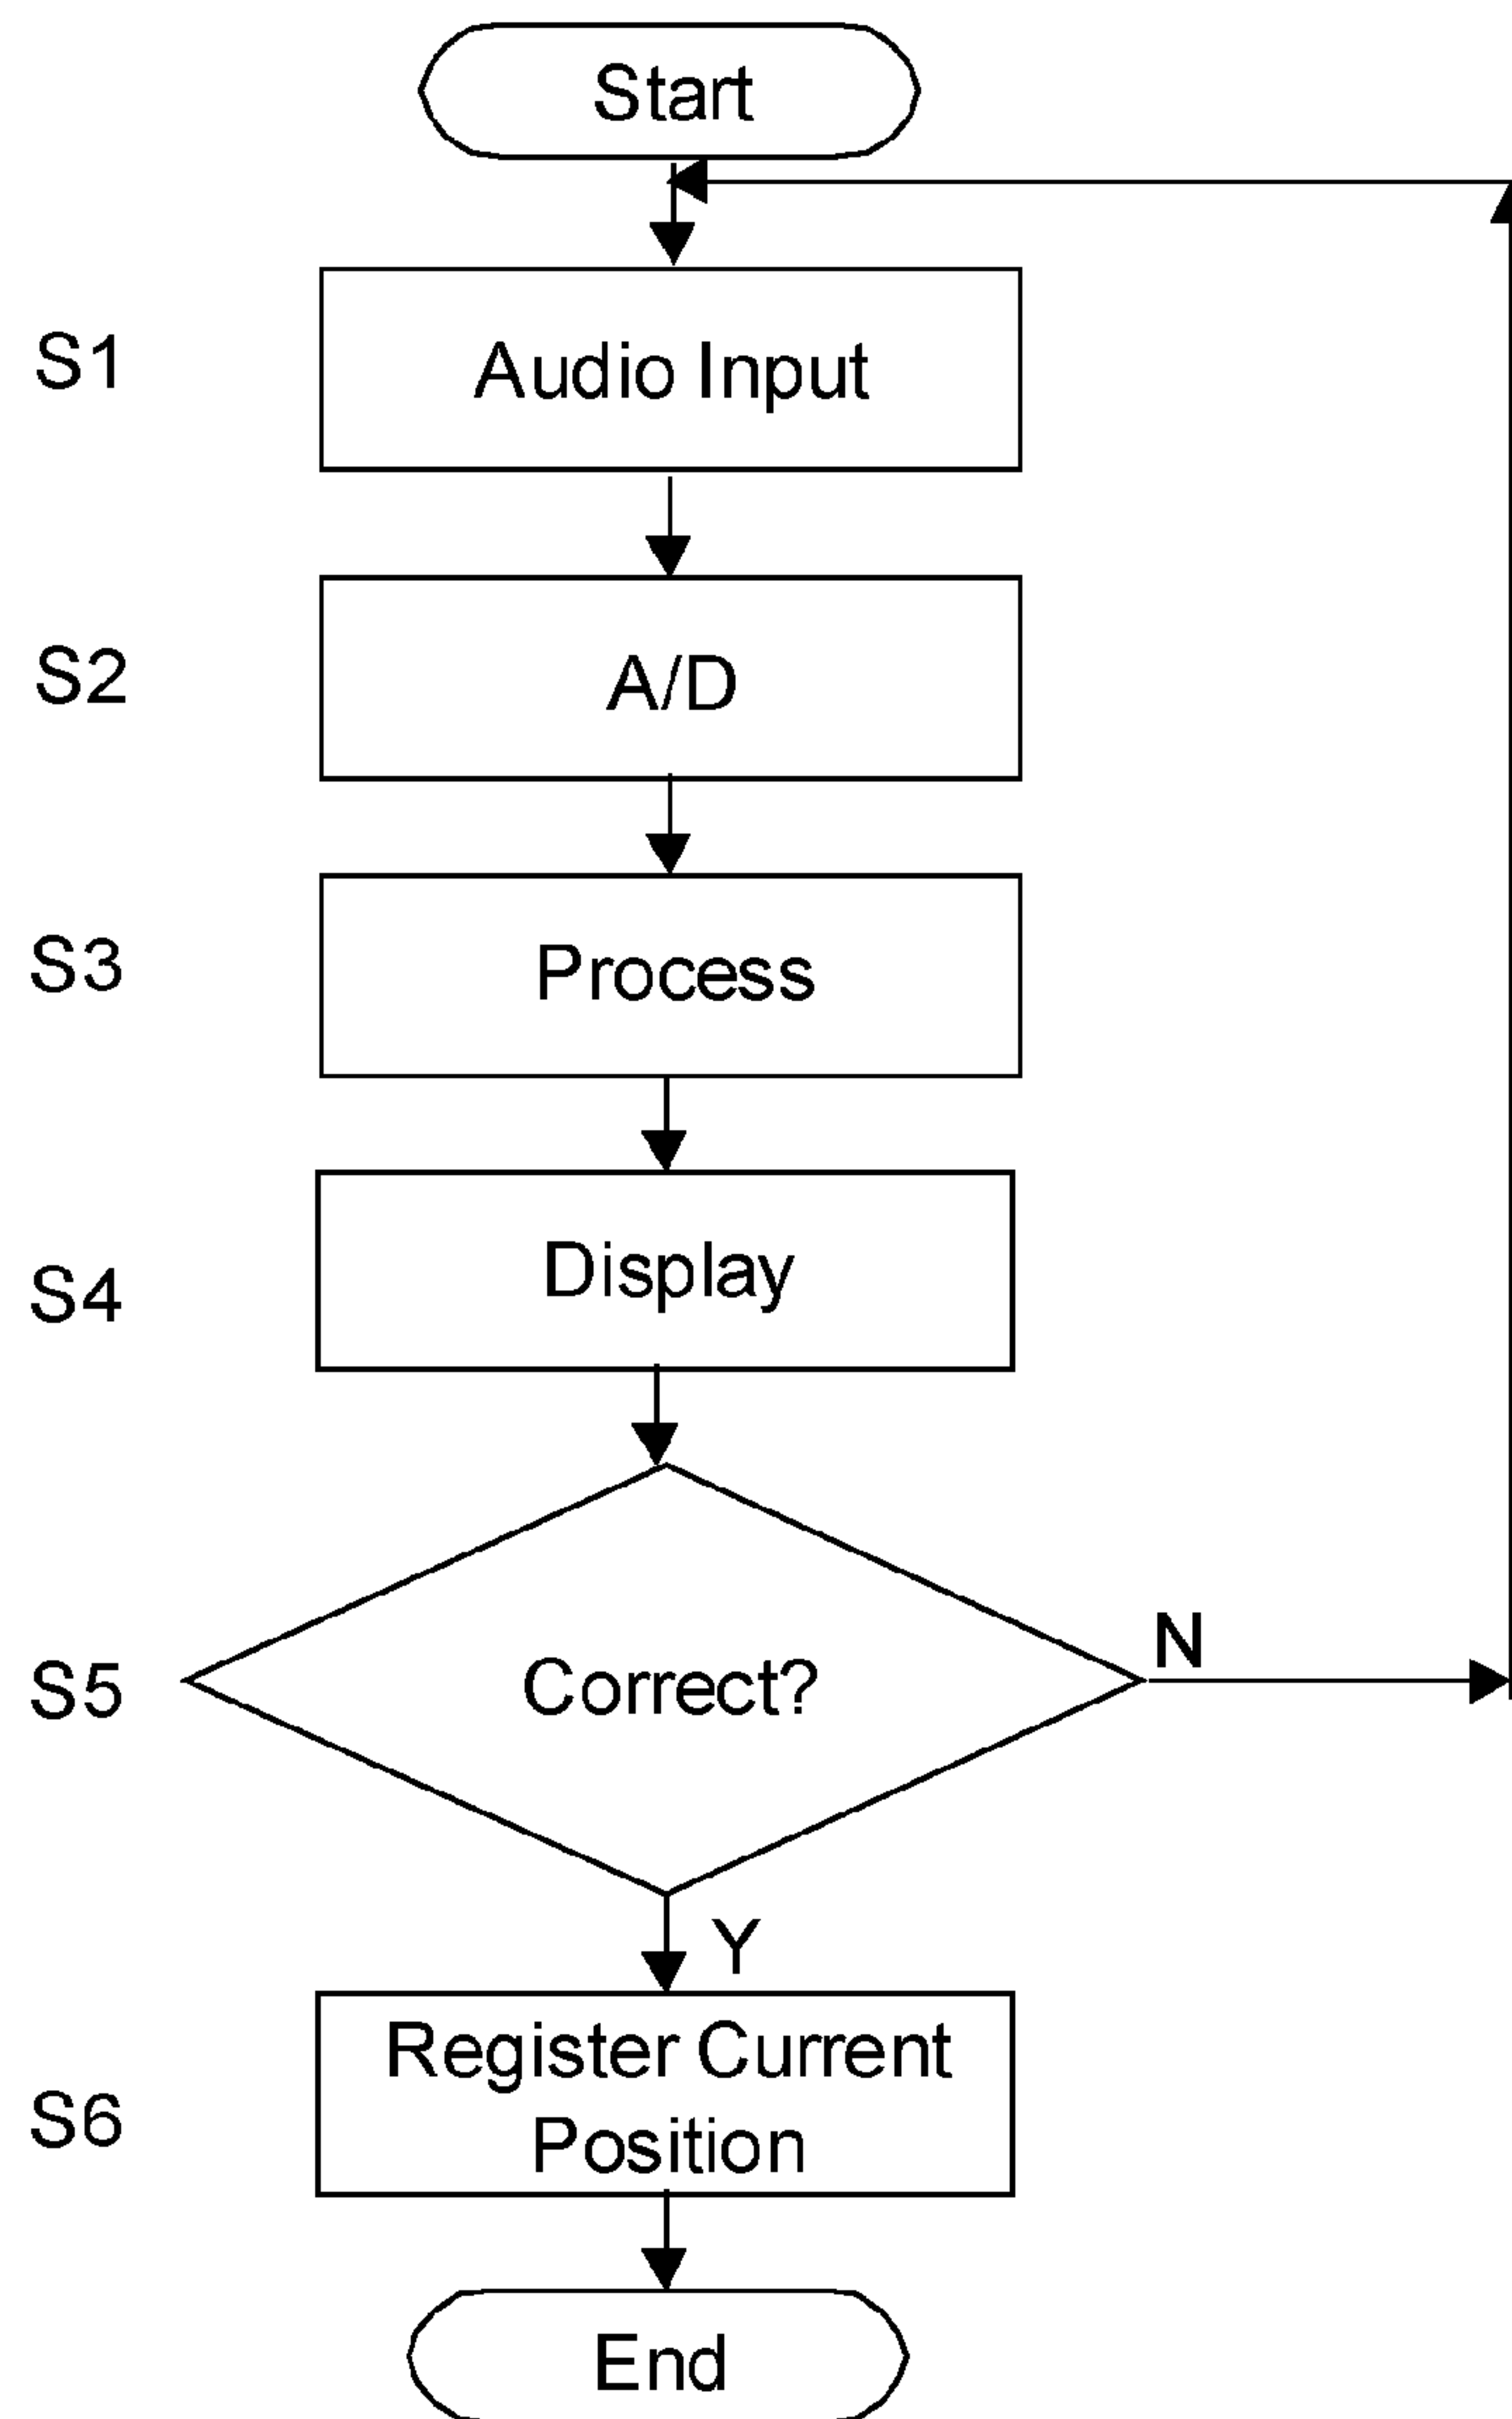 Start
S1
Audio Input
S2
A/D
S3
Process
S4
Display
S5
Correct?
N
Y
S6
Register Current
Position
End